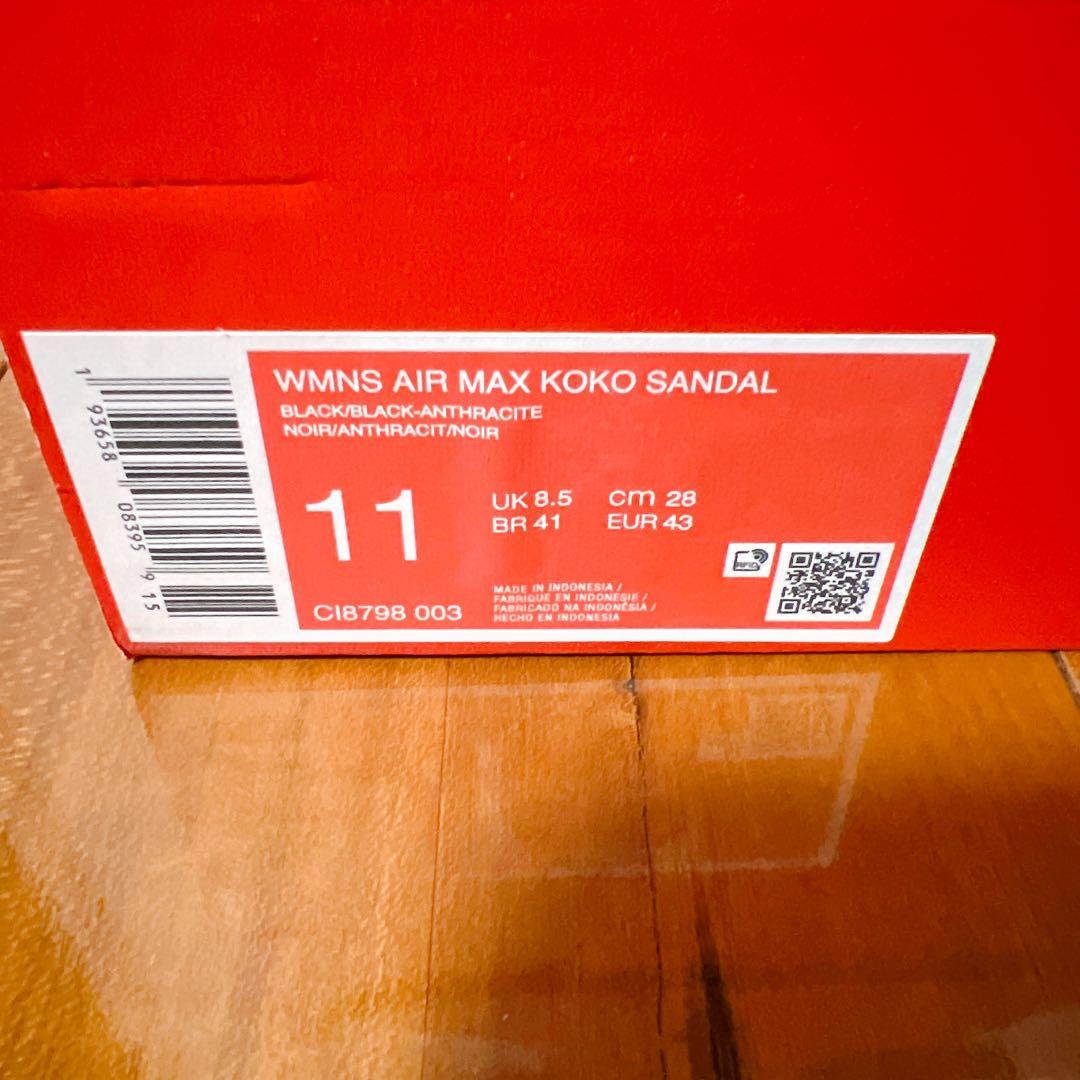 WMNS AIR MAX KOKO SANDAL
BLACK/BLACK-ANTHRACITE
NOIR/ANTHRACIT/NOIR
11
UK 8.5 cm 28
BR 41 EUR 43
CI8798 003
MADE IN INDONESIA /
FABRIQUE EN INDONESIE /
FABRICADO NA INDONÉSIA /
HECHO EN INDONESIA
RFID
1 93658 08395 9 15